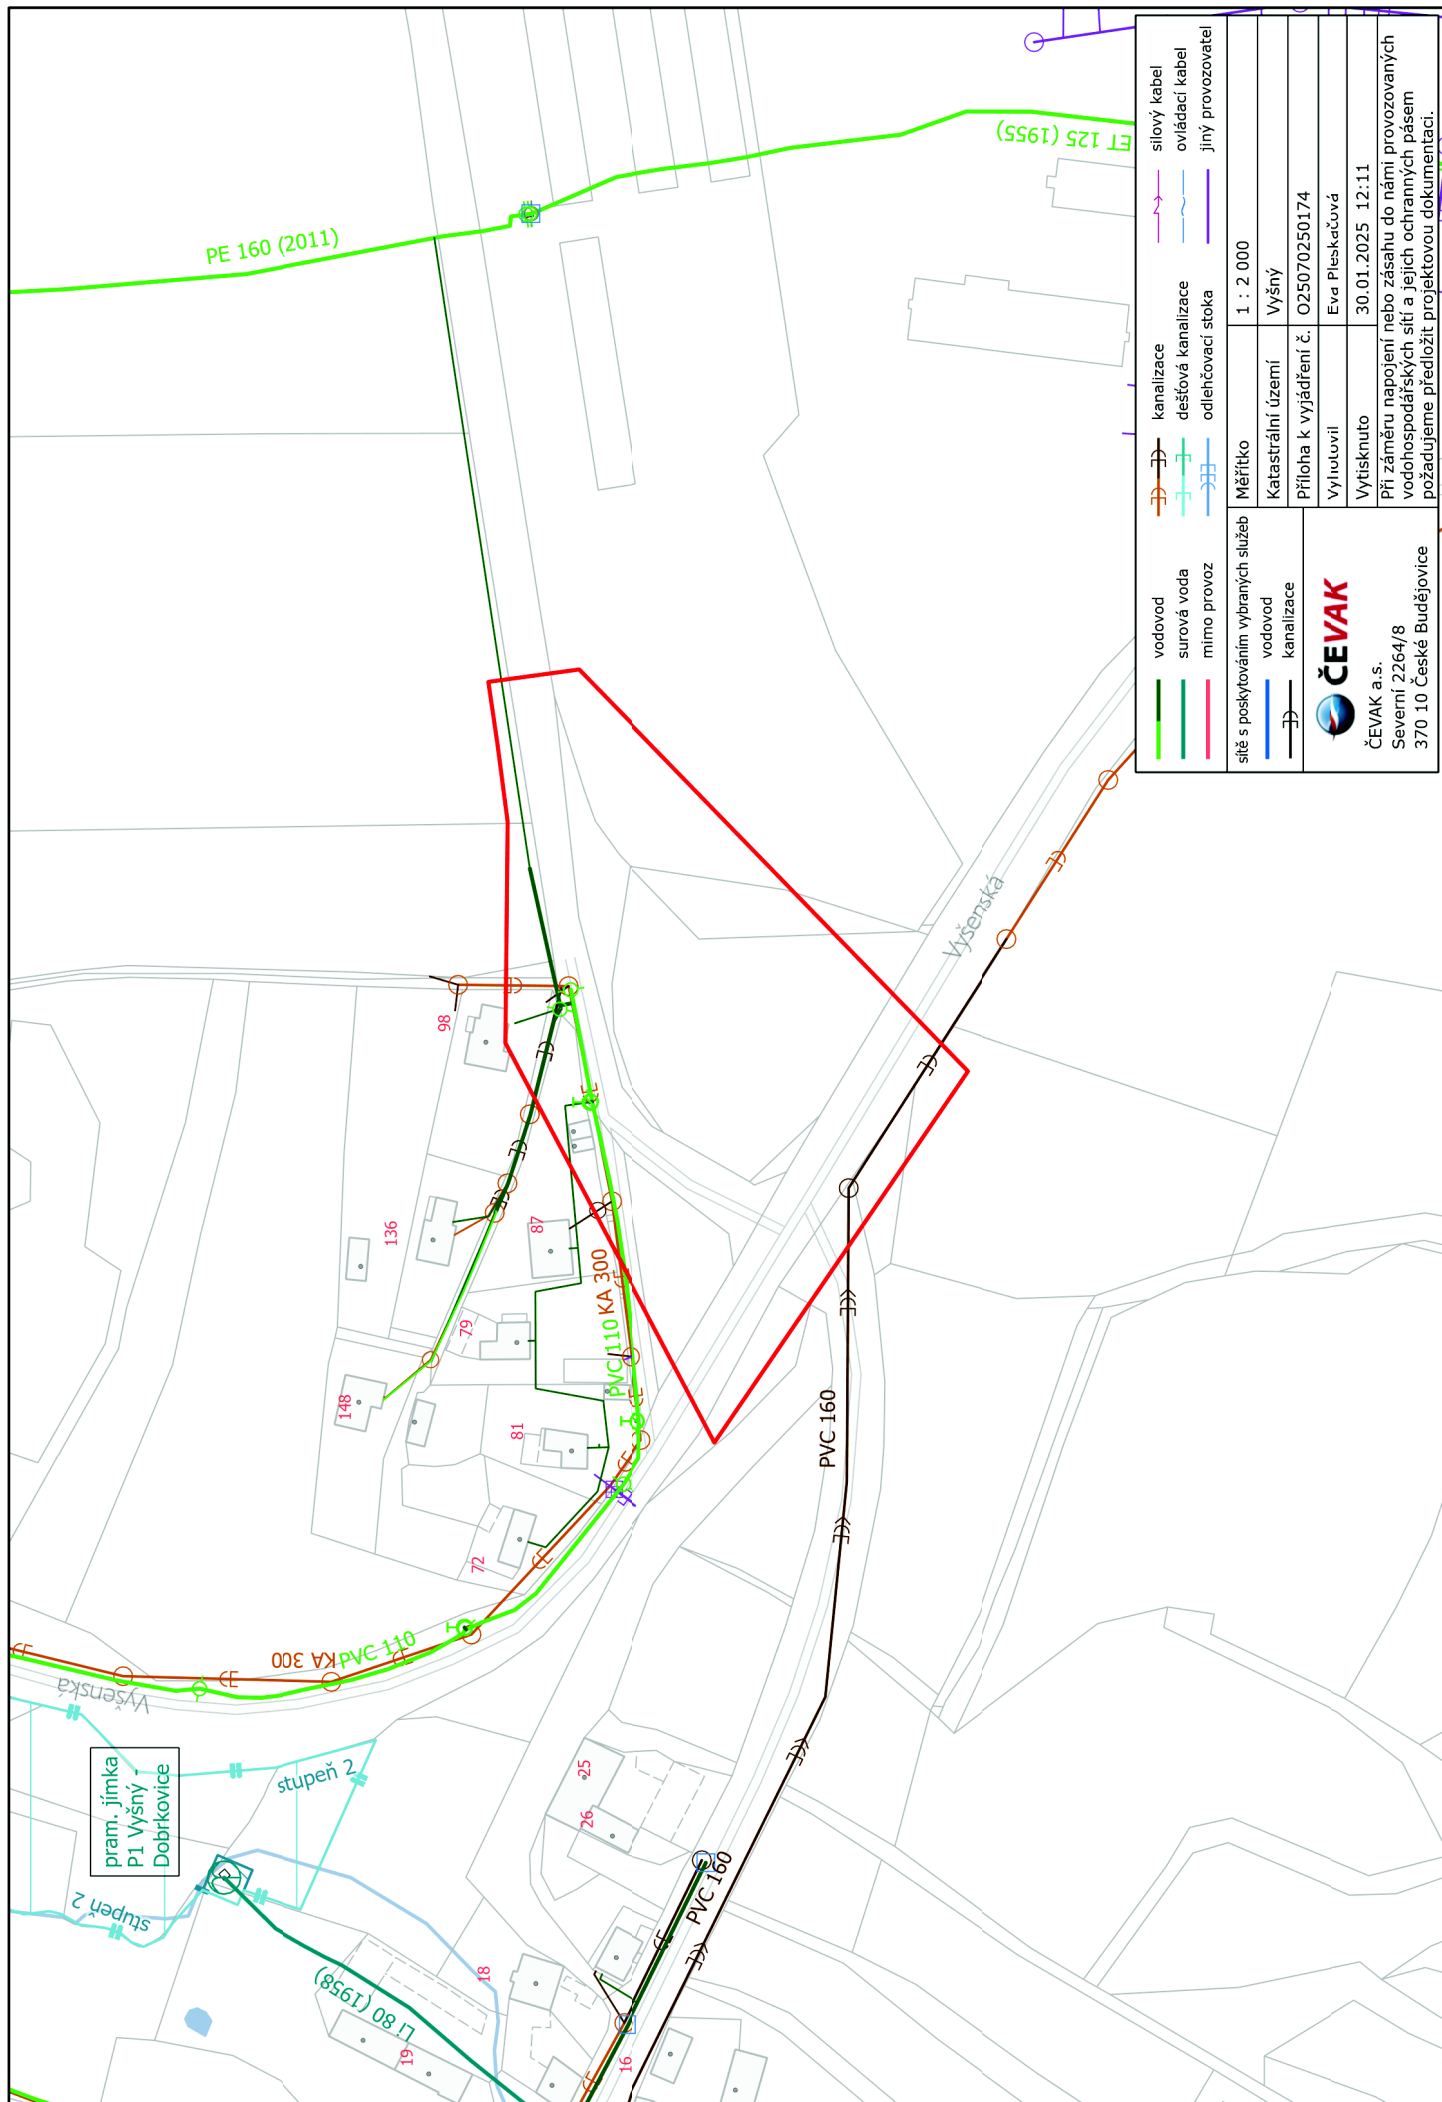 PE 160 (2011)
ET 125 (1955)
Vyšenská
98
136
87
KA 300
79
PVC 110
148
81
72
PVC 160
KA 300
PVC 110
Vyšenská
pram. jímka
P1 Vyšný -
Dobrkovice
stupeň 2
stupeň 2
25
26
PVC 160
18
Li 80 (1958)
19
16
vodovod
surová voda
mimo provoz
kanalizace
dešťová kanalizace
odlehčovací stoka
silový kabel
ovládací kabel
jiný provozovatel
sítě s poskytováním vybraných služeb
vodovod
kanalizace
ČEVAK
ČEVAK a.s.
Severní 2264/8
370 10 České Budějovice
Měřítko 1 : 2 000
Katastrální území Vyšný
Příloha k vyjádření č. O25070250174
Vyhotovil Eva Pleskačová
Vytisknuto 30.01.2025 12:11
Při záměru napojení nebo zásahu do námi provozovaných
vodohospodářských sítí a jejich ochranných pásem
požadujeme předložit projektovou dokumentaci.